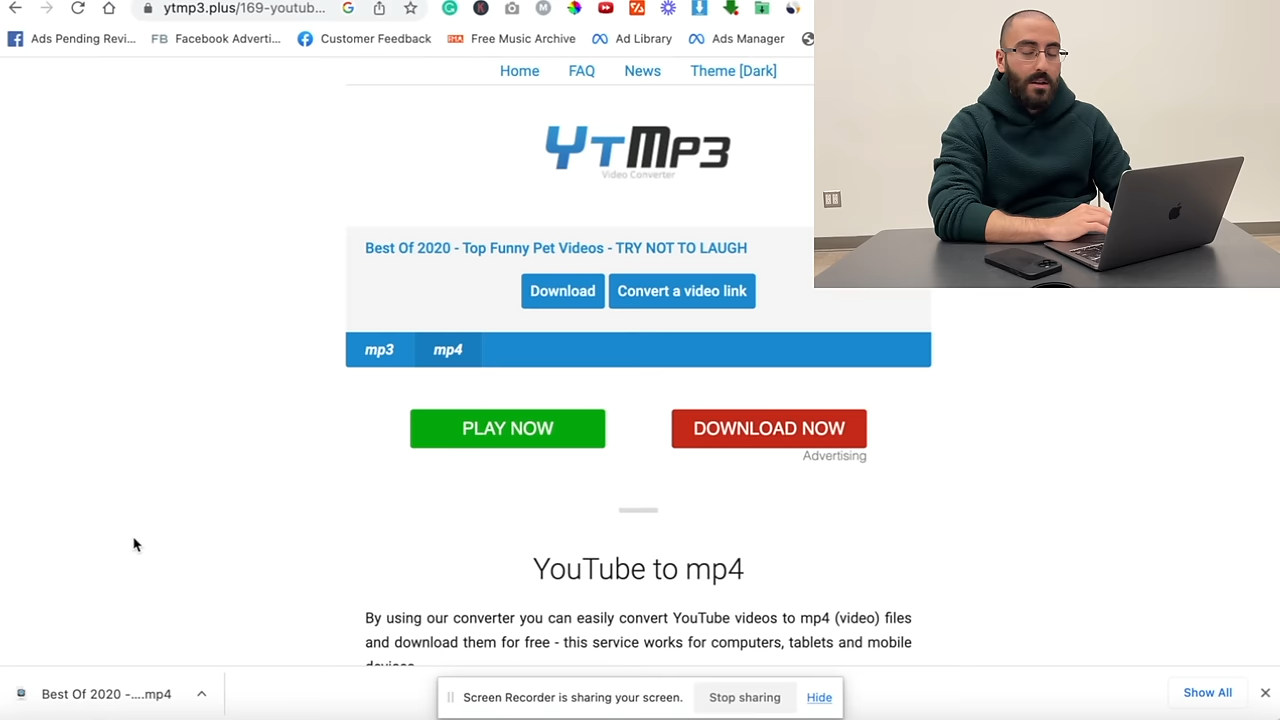 ytmp3.plus/169-youtub...
Ads Pending Revi...
FB Facebook Adverti...
Customer Feedback
FMA Free Music Archive
Ad Library
Ads Manager
Home
FAQ
News
Theme [Dark]
YTMP3
Video Converter
Best Of 2020 - Top Funny Pet Videos - TRY NOT TO LAUGH
Download
Convert a video link
mp3
mp4
PLAY NOW
DOWNLOAD NOW
Advertising
YouTube to mp4
By using our converter you can easily convert YouTube videos to mp4 (video) files
and download them for free - this service works for computers, tablets and mobile
devices.
Best Of 2020 -....mp4
Screen Recorder is sharing your screen.
Stop sharing
Hide
Show All